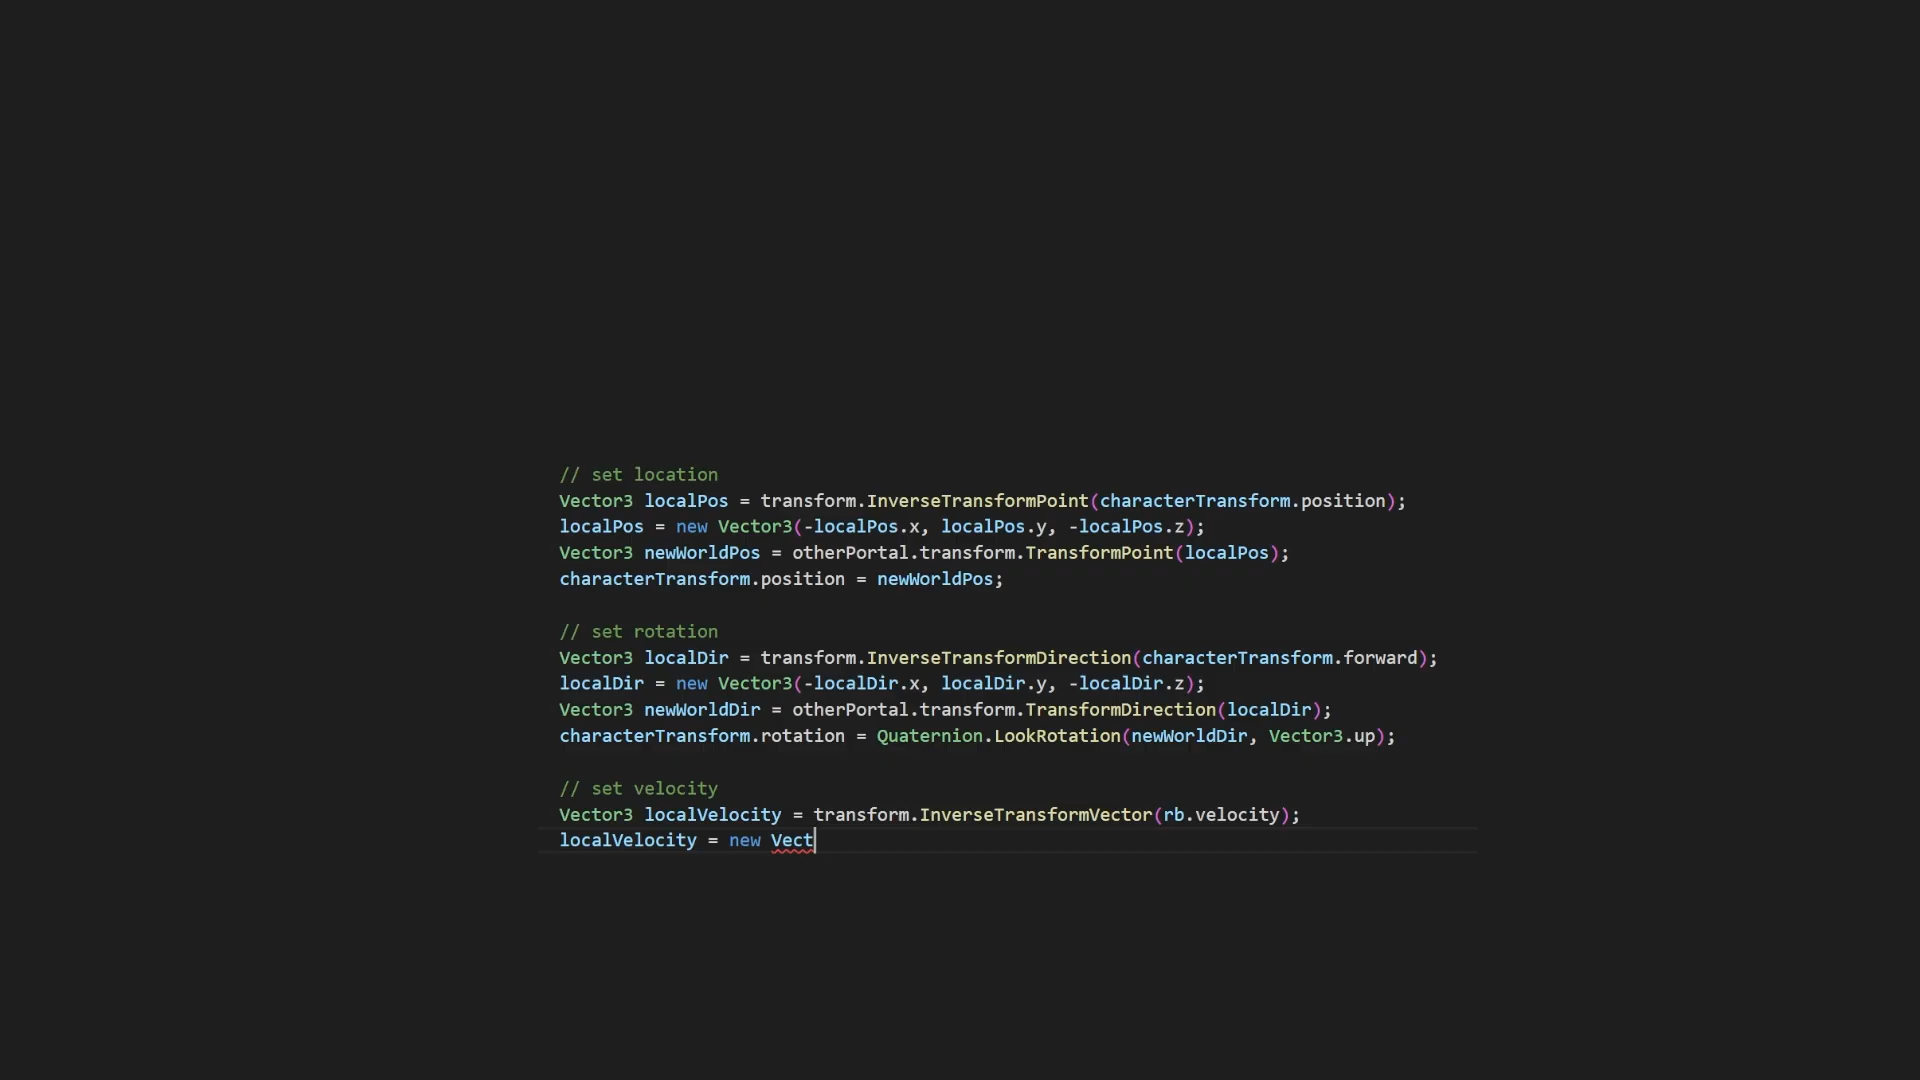 // set location
Vector3 localPos = transform.InverseTransformPoint(characterTransform.position);
localPos = new Vector3(-localPos.x, localPos.y, -localPos.z);
Vector3 newWorldPos = otherPortal.transform.TransformPoint(localPos);
characterTransform.position = newWorldPos;
// set rotation
Vector3 localDir = transform.InverseTransformDirection(characterTransform.forward);
localDir = new Vector3(-localDir.x, localDir.y, -localDir.z);
Vector3 newWorldDir = otherPortal.transform.TransformDirection(localDir);
characterTransform.rotation = Quaternion.LookRotation(newWorldDir, Vector3.up);
// set velocity
Vector3 localVelocity = transform.InverseTransformVector(rb.velocity);
localVelocity = new Vect